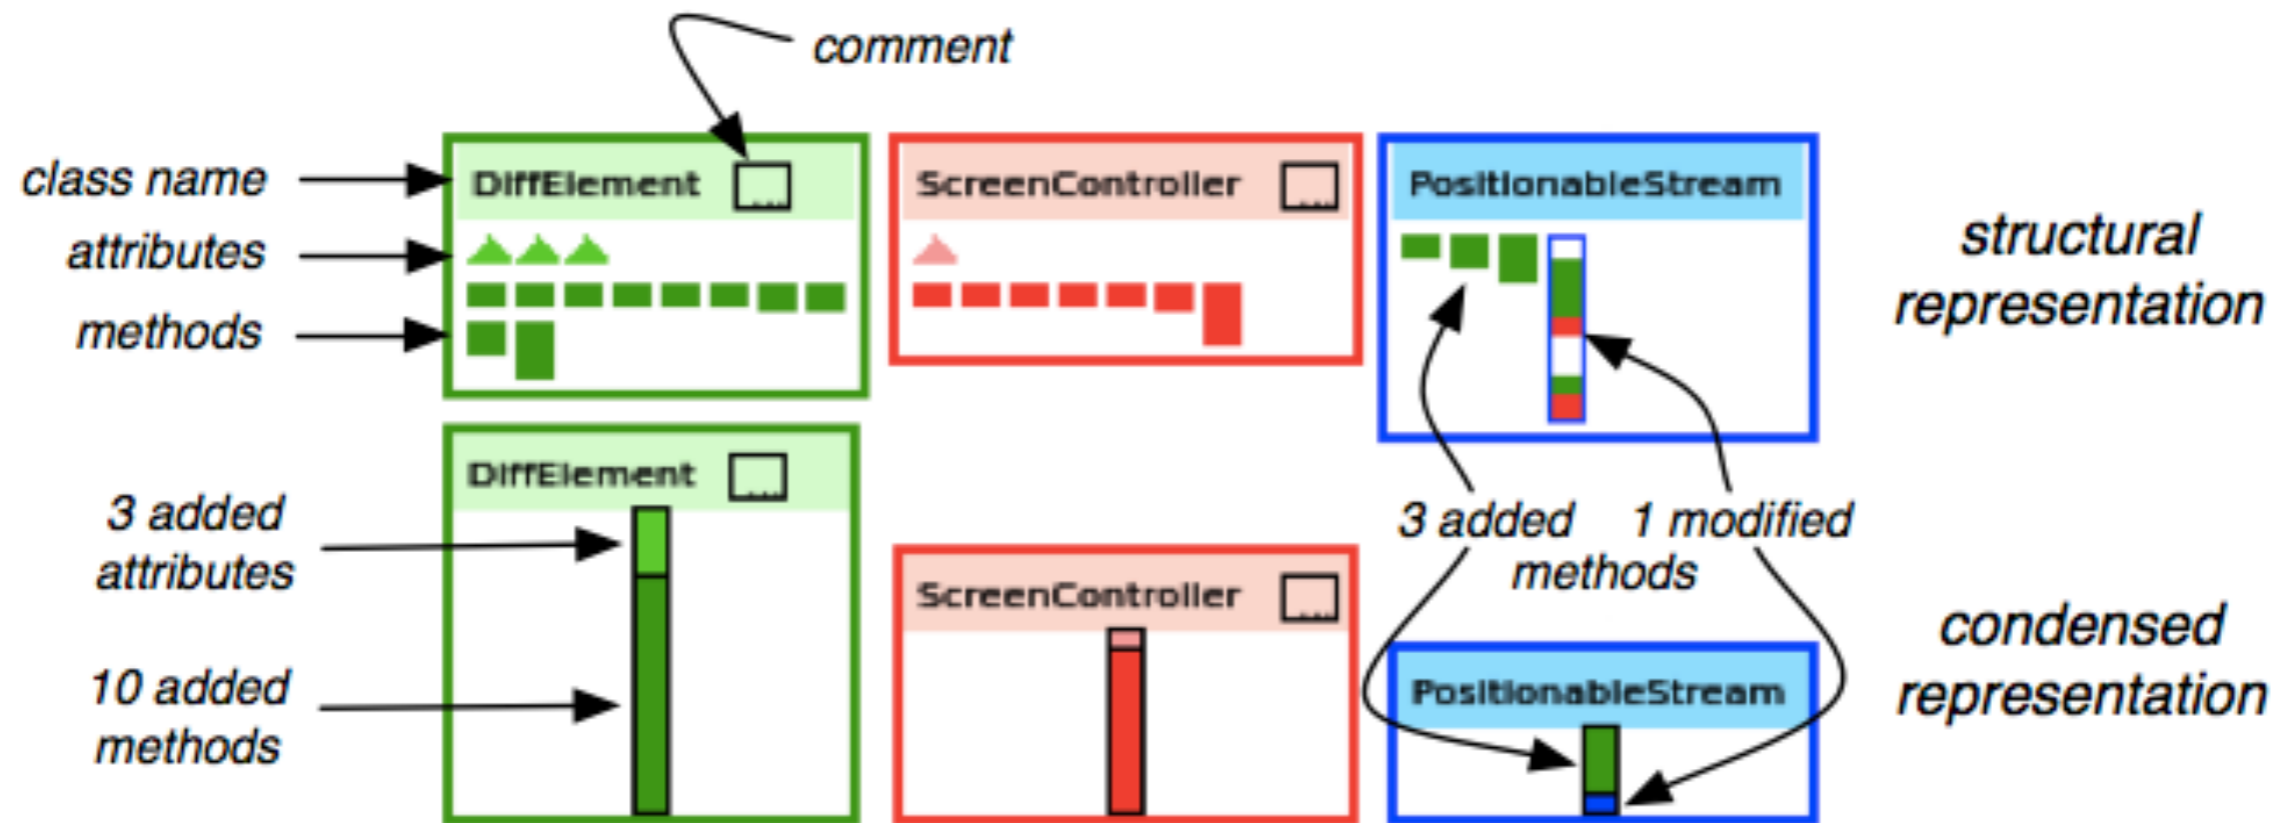 comment
class name
DiffElement
ScreenController
PositionableStream
attributes
methods
structural
representation
DiffElement
3 added
attributes
3 added
1 modified
methods
ScreenController
condensed
representation
10 added
methods
PositionableStream